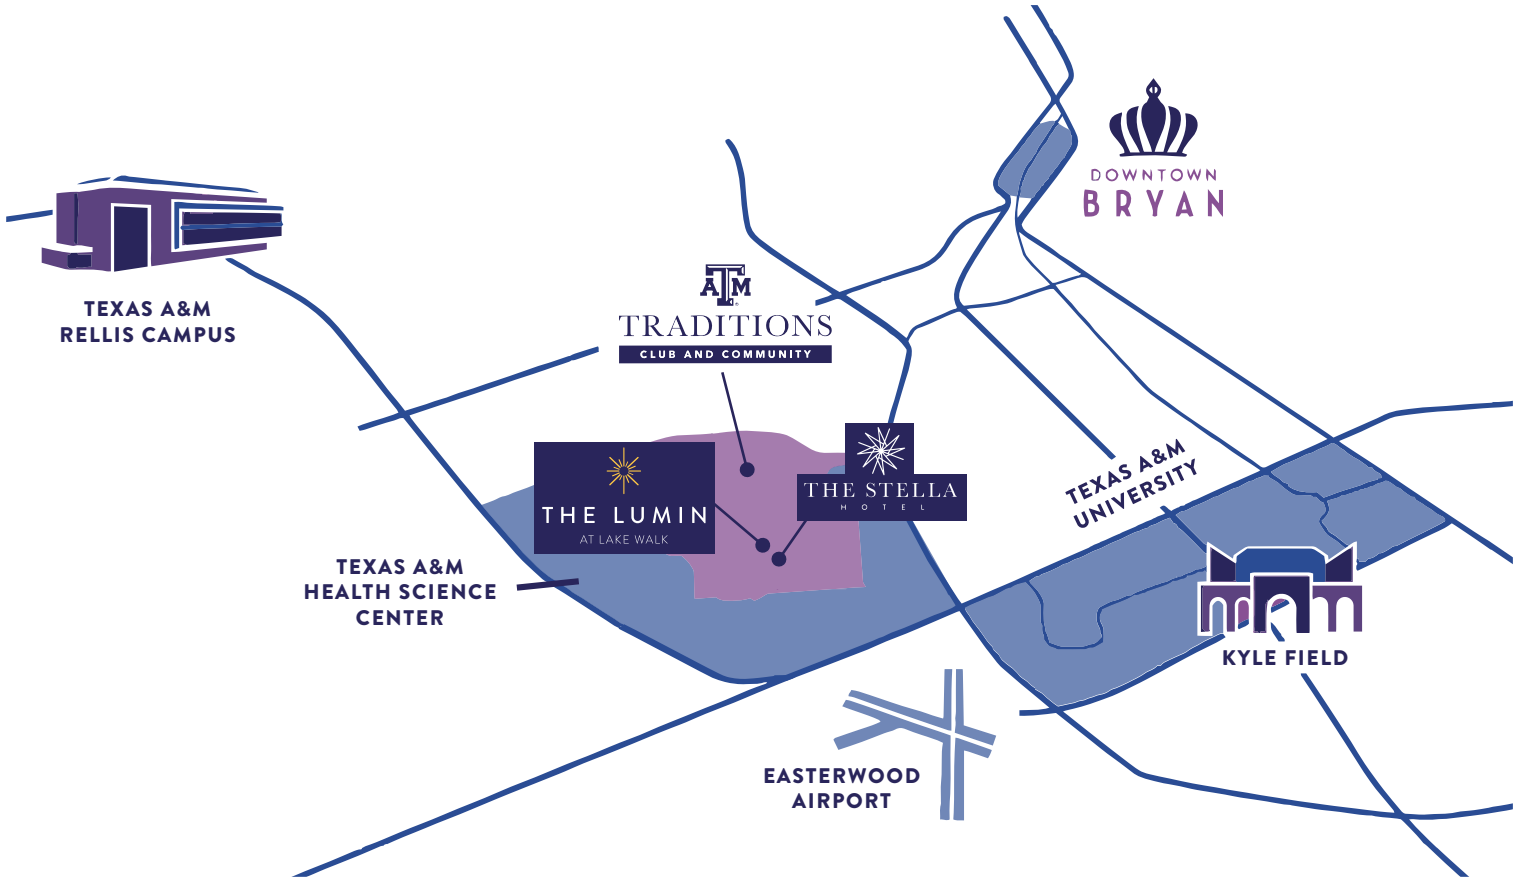 DOWNTOWN
BRYAN
TEXAS A&M
RELLIS CAMPUS
ATM
TRADITIONS
CLUB AND COMMUNITY
THE LUMIN
AT LAKE WALK
THE STELLA
HOTEL
TEXAS A&M
UNIVERSITY
TEXAS A&M
HEALTH SCIENCE
CENTER
KYLE FIELD
EASTERWOOD
AIRPORT